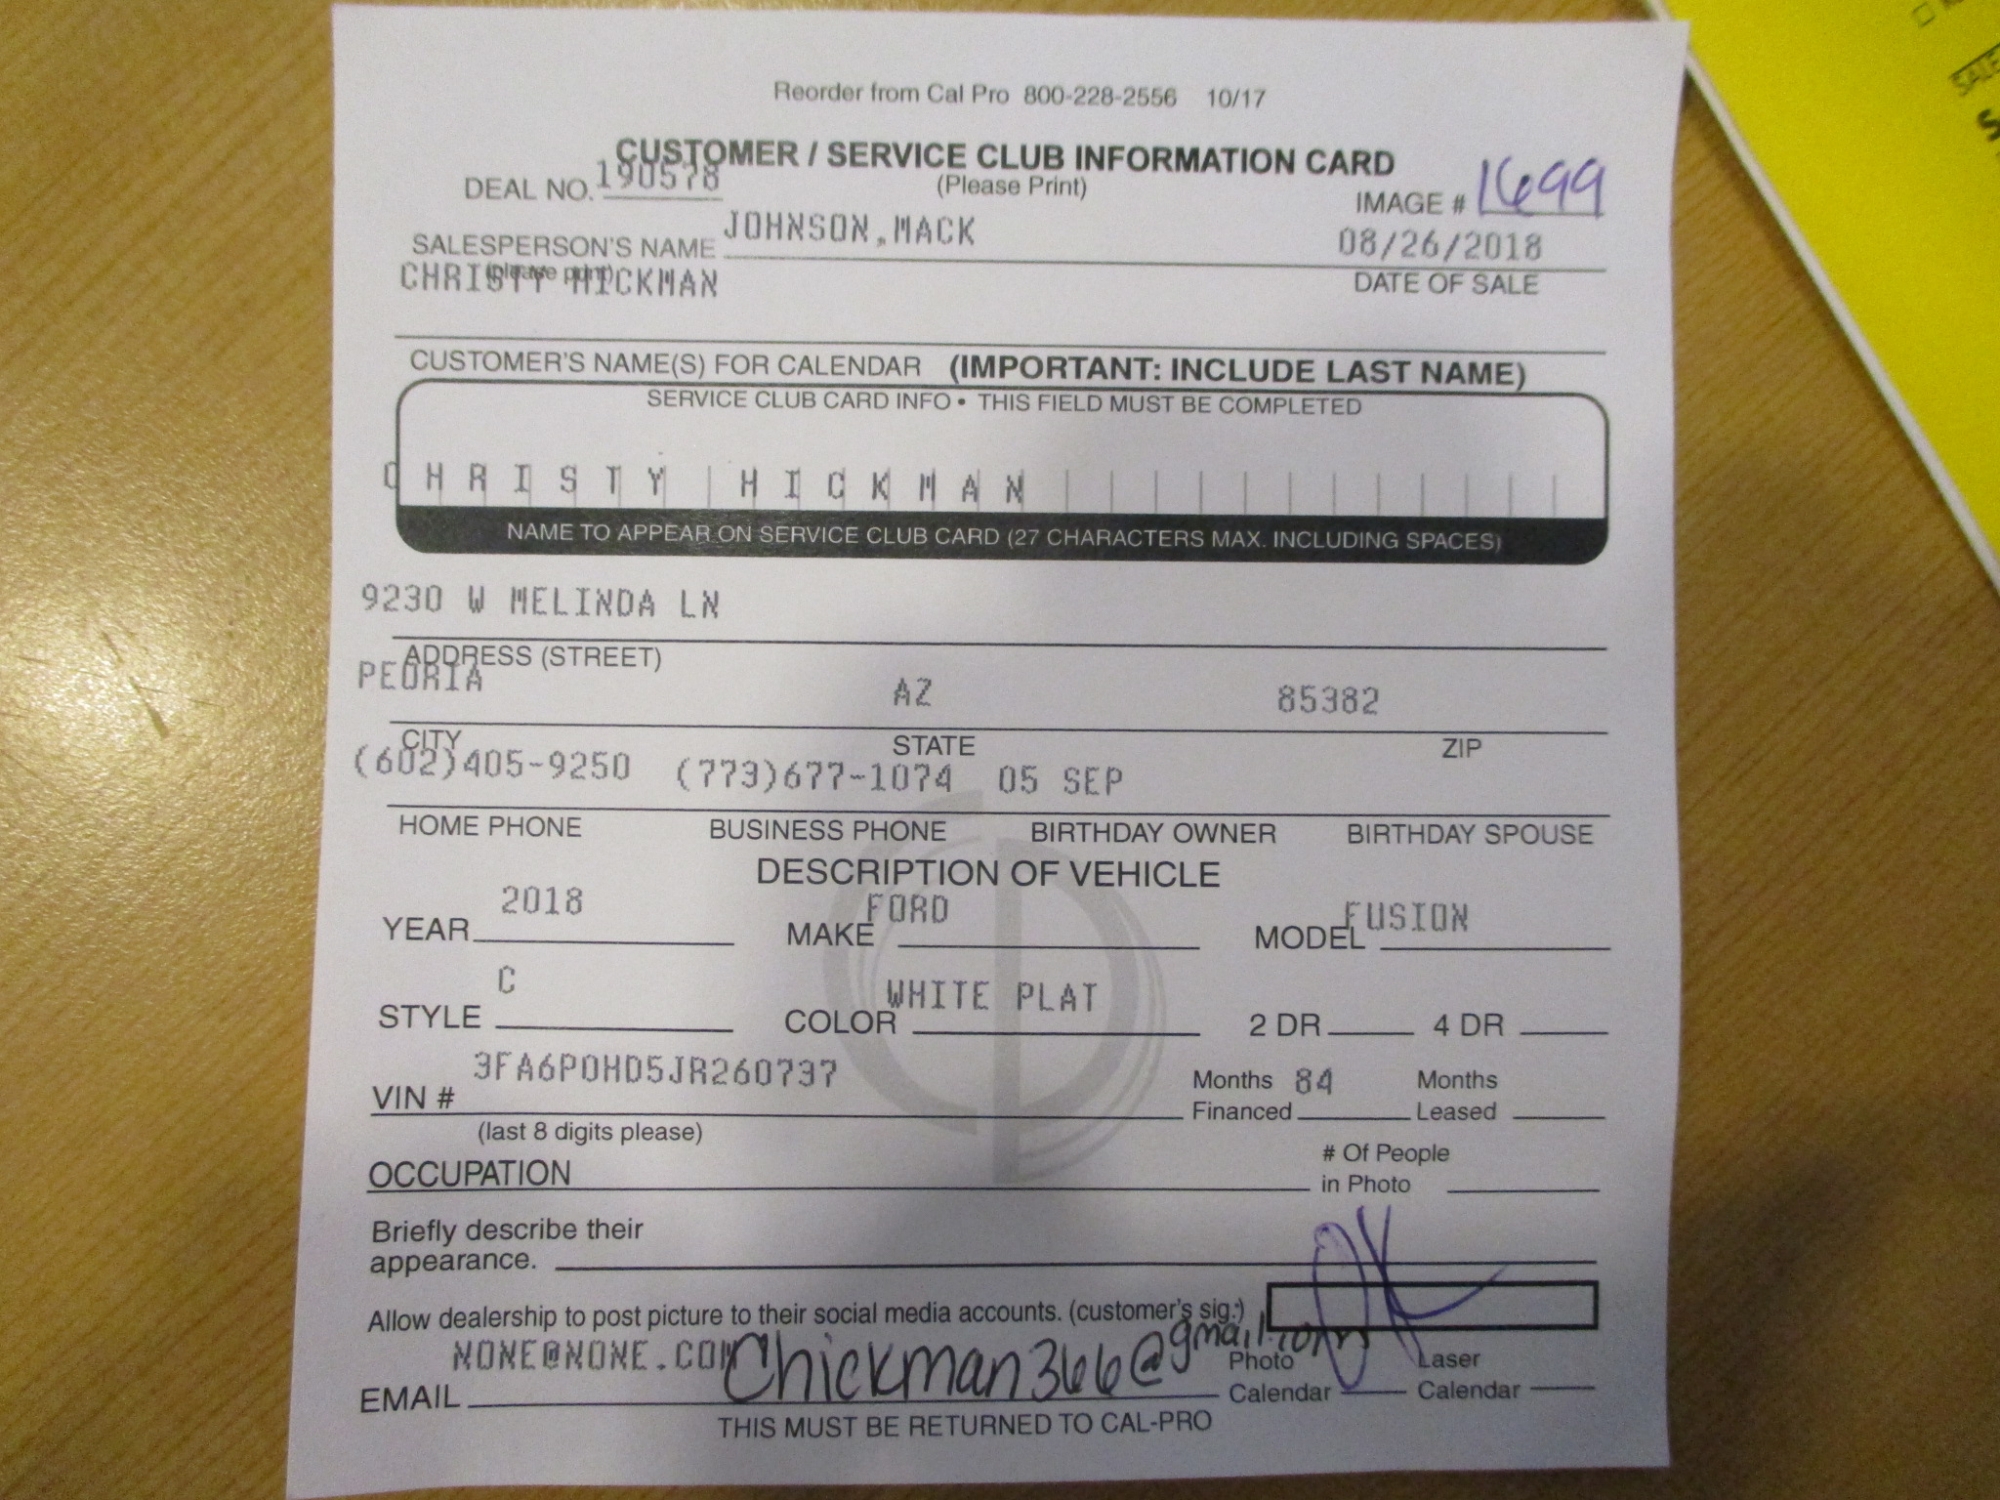 Reorder from Cal Pro 800-228-2556 10/17
CUSTOMER / SERVICE CLUB INFORMATION CARD
DEAL NO. 190578 (Please Print) IMAGE # 1699
SALESPERSON'S NAME JOHNSON,MACK 08/26/2018
(please print) DATE OF SALE
CHRISTY HICKMAN
CUSTOMER'S NAME(S) FOR CALENDAR (IMPORTANT: INCLUDE LAST NAME)
SERVICE CLUB CARD INFO • THIS FIELD MUST BE COMPLETED
CHRISTY HICKMAN
NAME TO APPEAR ON SERVICE CLUB CARD (27 CHARACTERS MAX. INCLUDING SPACES)
9230 W MELINDA LN
ADDRESS (STREET)
PEORIA AZ 85382
CITY STATE ZIP
(602)405-9250 (773)677-1074 05 SEP
HOME PHONE BUSINESS PHONE BIRTHDAY OWNER BIRTHDAY SPOUSE
DESCRIPTION OF VEHICLE
YEAR 2018 MAKE FORD MODEL FUSION
STYLE C COLOR WHITE PLAT 2 DR 4 DR
VIN # 3FA6P0HD5JR260737 Months Financed 84 Months Leased
(last 8 digits please)
OCCUPATION # Of People in Photo
Briefly describe their
appearance.
Allow dealership to post picture to their social media accounts. (customer's sig.)
NONE@NONE.COM Chickman366@gmail.com
EMAIL Photo Calendar Laser Calendar
THIS MUST BE RETURNED TO CAL-PRO